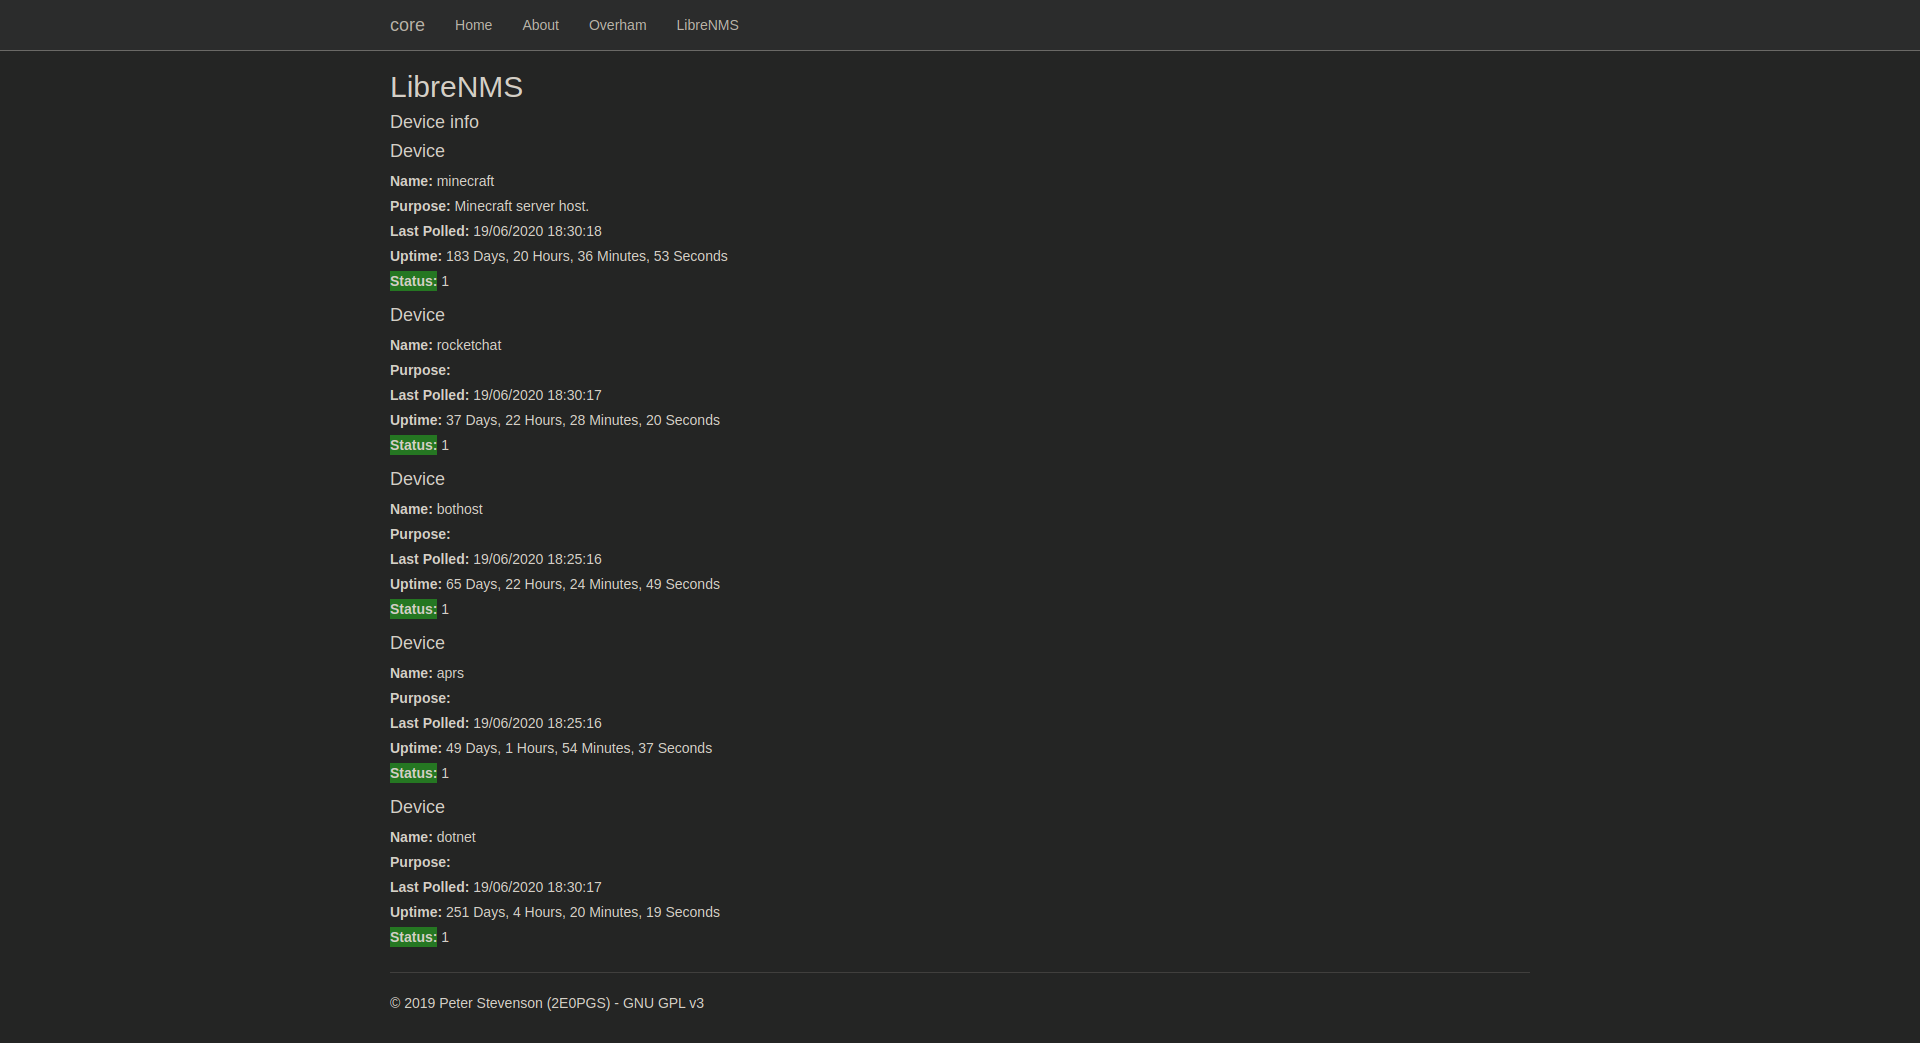 core Home About Overham LibreNMS
LibreNMS
Device info
Device
Name: minecraft
Purpose: Minecraft server host.
Last Polled: 19/06/2020 18:30:18
Uptime: 183 Days, 20 Hours, 36 Minutes, 53 Seconds
Status: 1
Device
Name: rocketchat
Purpose:
Last Polled: 19/06/2020 18:30:17
Uptime: 37 Days, 22 Hours, 28 Minutes, 20 Seconds
Status: 1
Device
Name: bothost
Purpose:
Last Polled: 19/06/2020 18:25:16
Uptime: 65 Days, 22 Hours, 24 Minutes, 49 Seconds
Status: 1
Device
Name: aprs
Purpose:
Last Polled: 19/06/2020 18:25:16
Uptime: 49 Days, 1 Hours, 54 Minutes, 37 Seconds
Status: 1
Device
Name: dotnet
Purpose:
Last Polled: 19/06/2020 18:30:17
Uptime: 251 Days, 4 Hours, 20 Minutes, 19 Seconds
Status: 1
© 2019 Peter Stevenson (2E0PGS) - GNU GPL v3